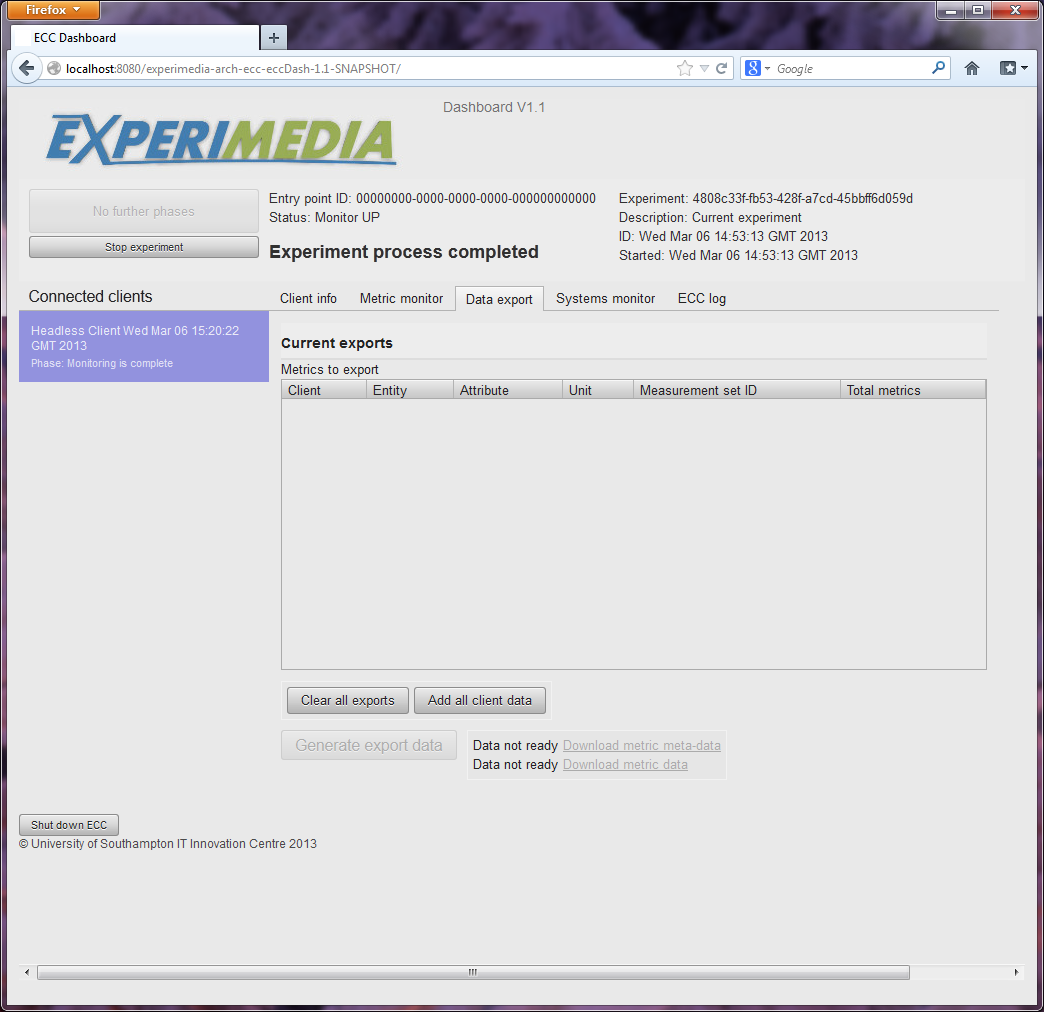 Firefox
ECC Dashboard
localhost:8080/experimedia-arch-ecc-eccDash-1.1-SNAPSHOT/
8
Google
Dashboard V1.1
EXPERIMEDIA
No further phases
Stop experiment
Entry point ID: 00000000-0000-0000-0000-000000000000
Status: Monitor UP
Experiment process completed
Experiment: 4808c33f-fb53-428f-a7cd-45bbff6d059d
Description: Current experiment
ID: Wed Mar 06 14:53:13 GMT 2013
Started: Wed Mar 06 14:53:13 GMT 2013
Connected clients
Headless Client Wed Mar 06 15:20:22
GMT 2013
Phase: Monitoring is complete
Client info Metric monitor Data export Systems monitor ECC log
Current exports
Metrics to export
Client Entity Attribute Unit Measurement set ID Total metrics
Clear all exports Add all client data
Generate export data
Data not ready Download metric meta-data
Data not ready Download metric data
Shut down ECC
© University of Southampton IT Innovation Centre 2013